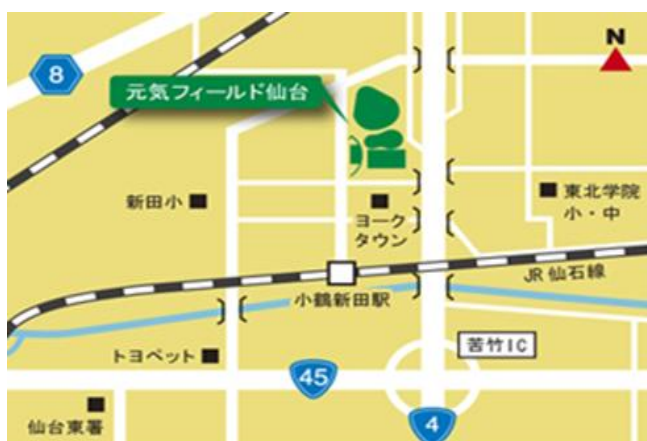 N
8
元気フィールド仙台
新田小
ヨーク
タウン
東北学院
小・中
JR 仙石線
小鶴新田駅
苦竹IC
トヨペット
45
4
仙台東署